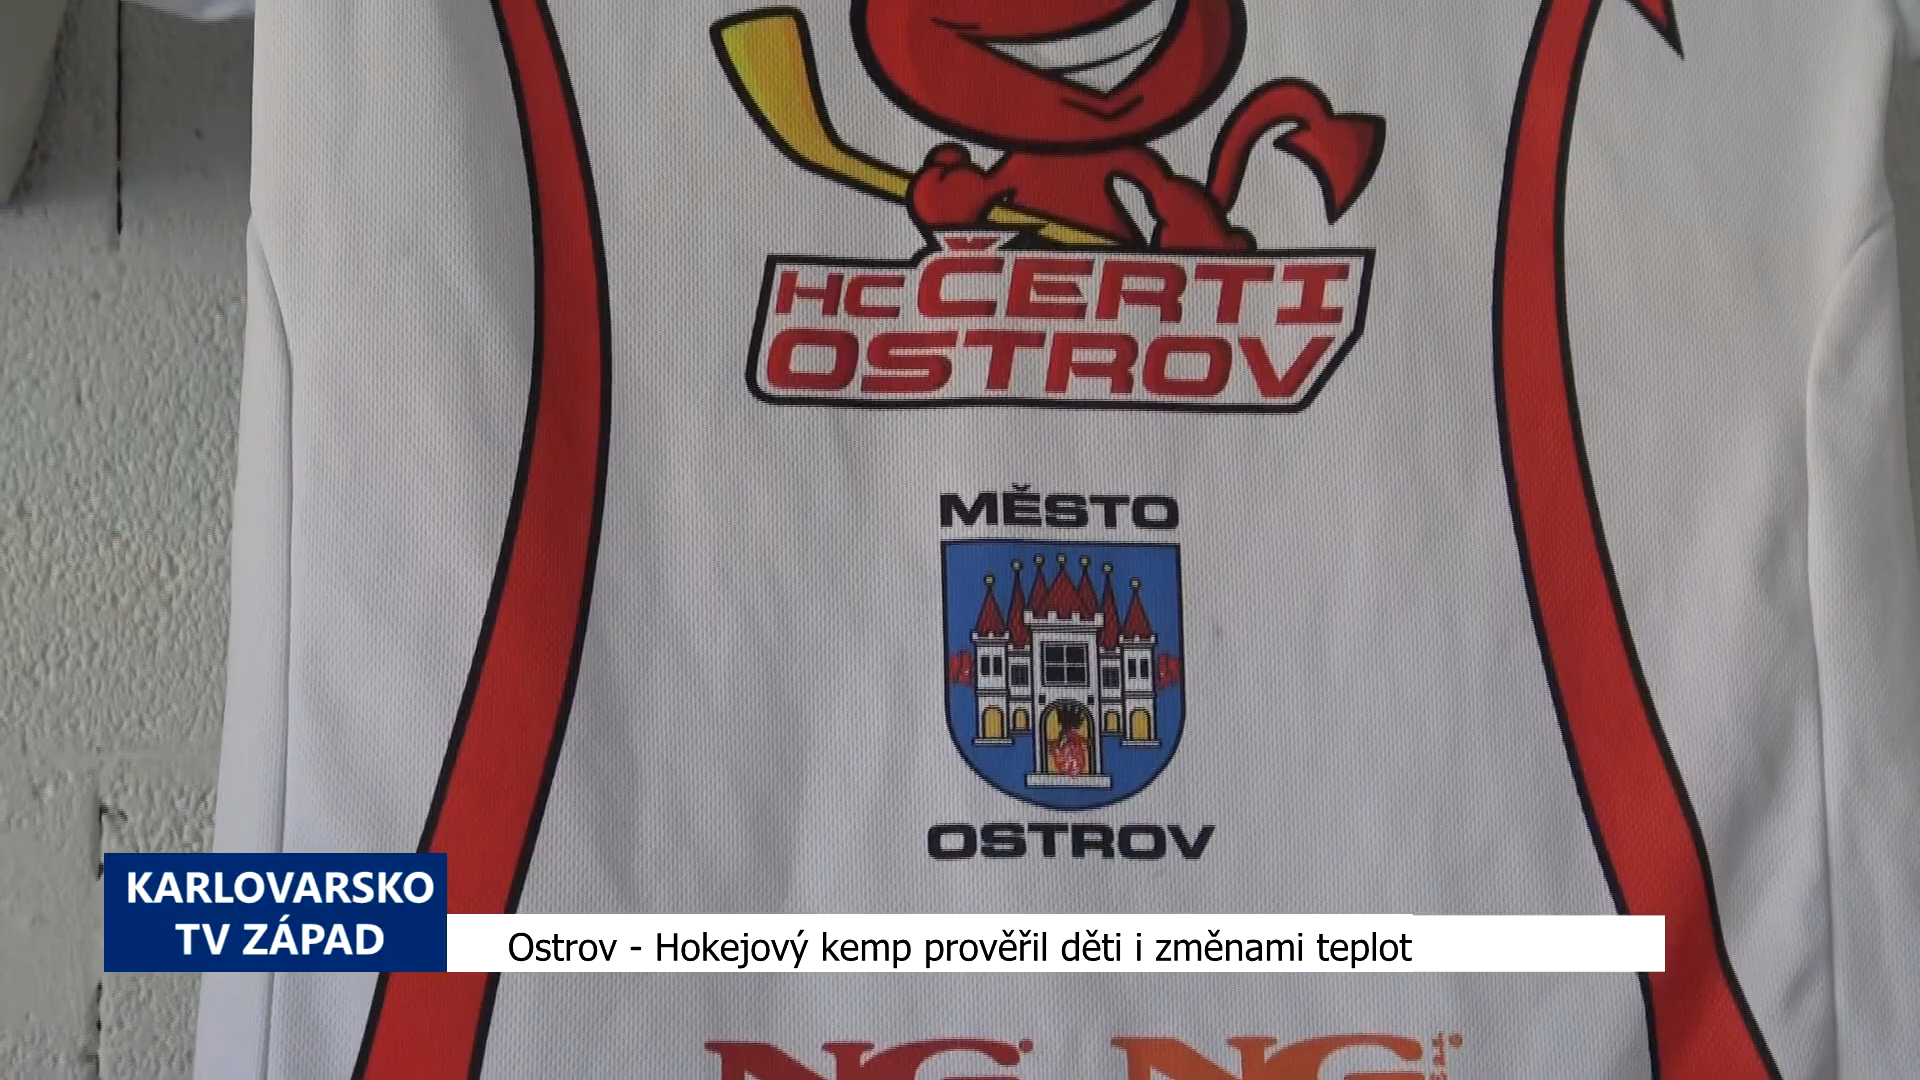 HC ČERTI
OSTROV
MĚSTO
OSTROV
KARLOVARSKO
TV ZÁPAD
Ostrov - Hokejový kemp prověřil děti i změnami teplot